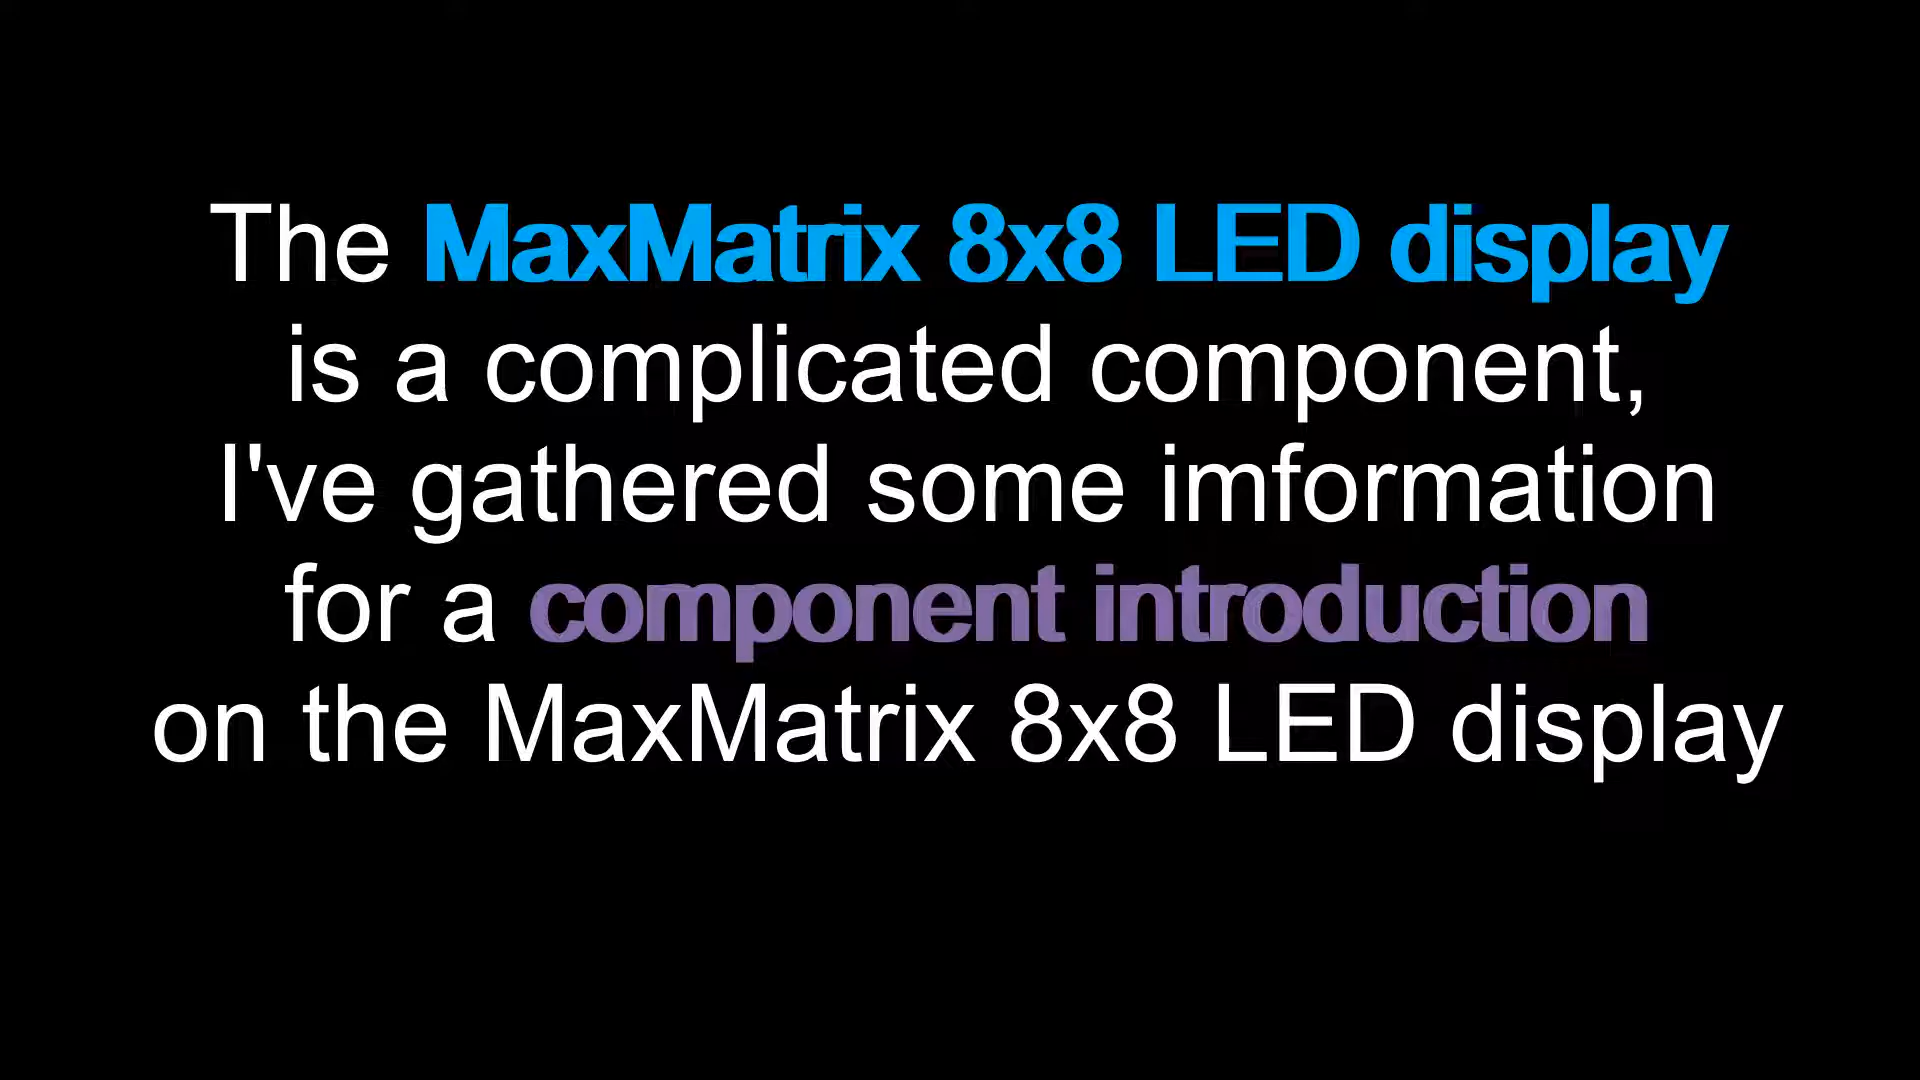 The MaxMatrix 8x8 LED display
is a complicated component,
I've gathered some imformation
for a component introduction
on the MaxMatrix 8x8 LED display